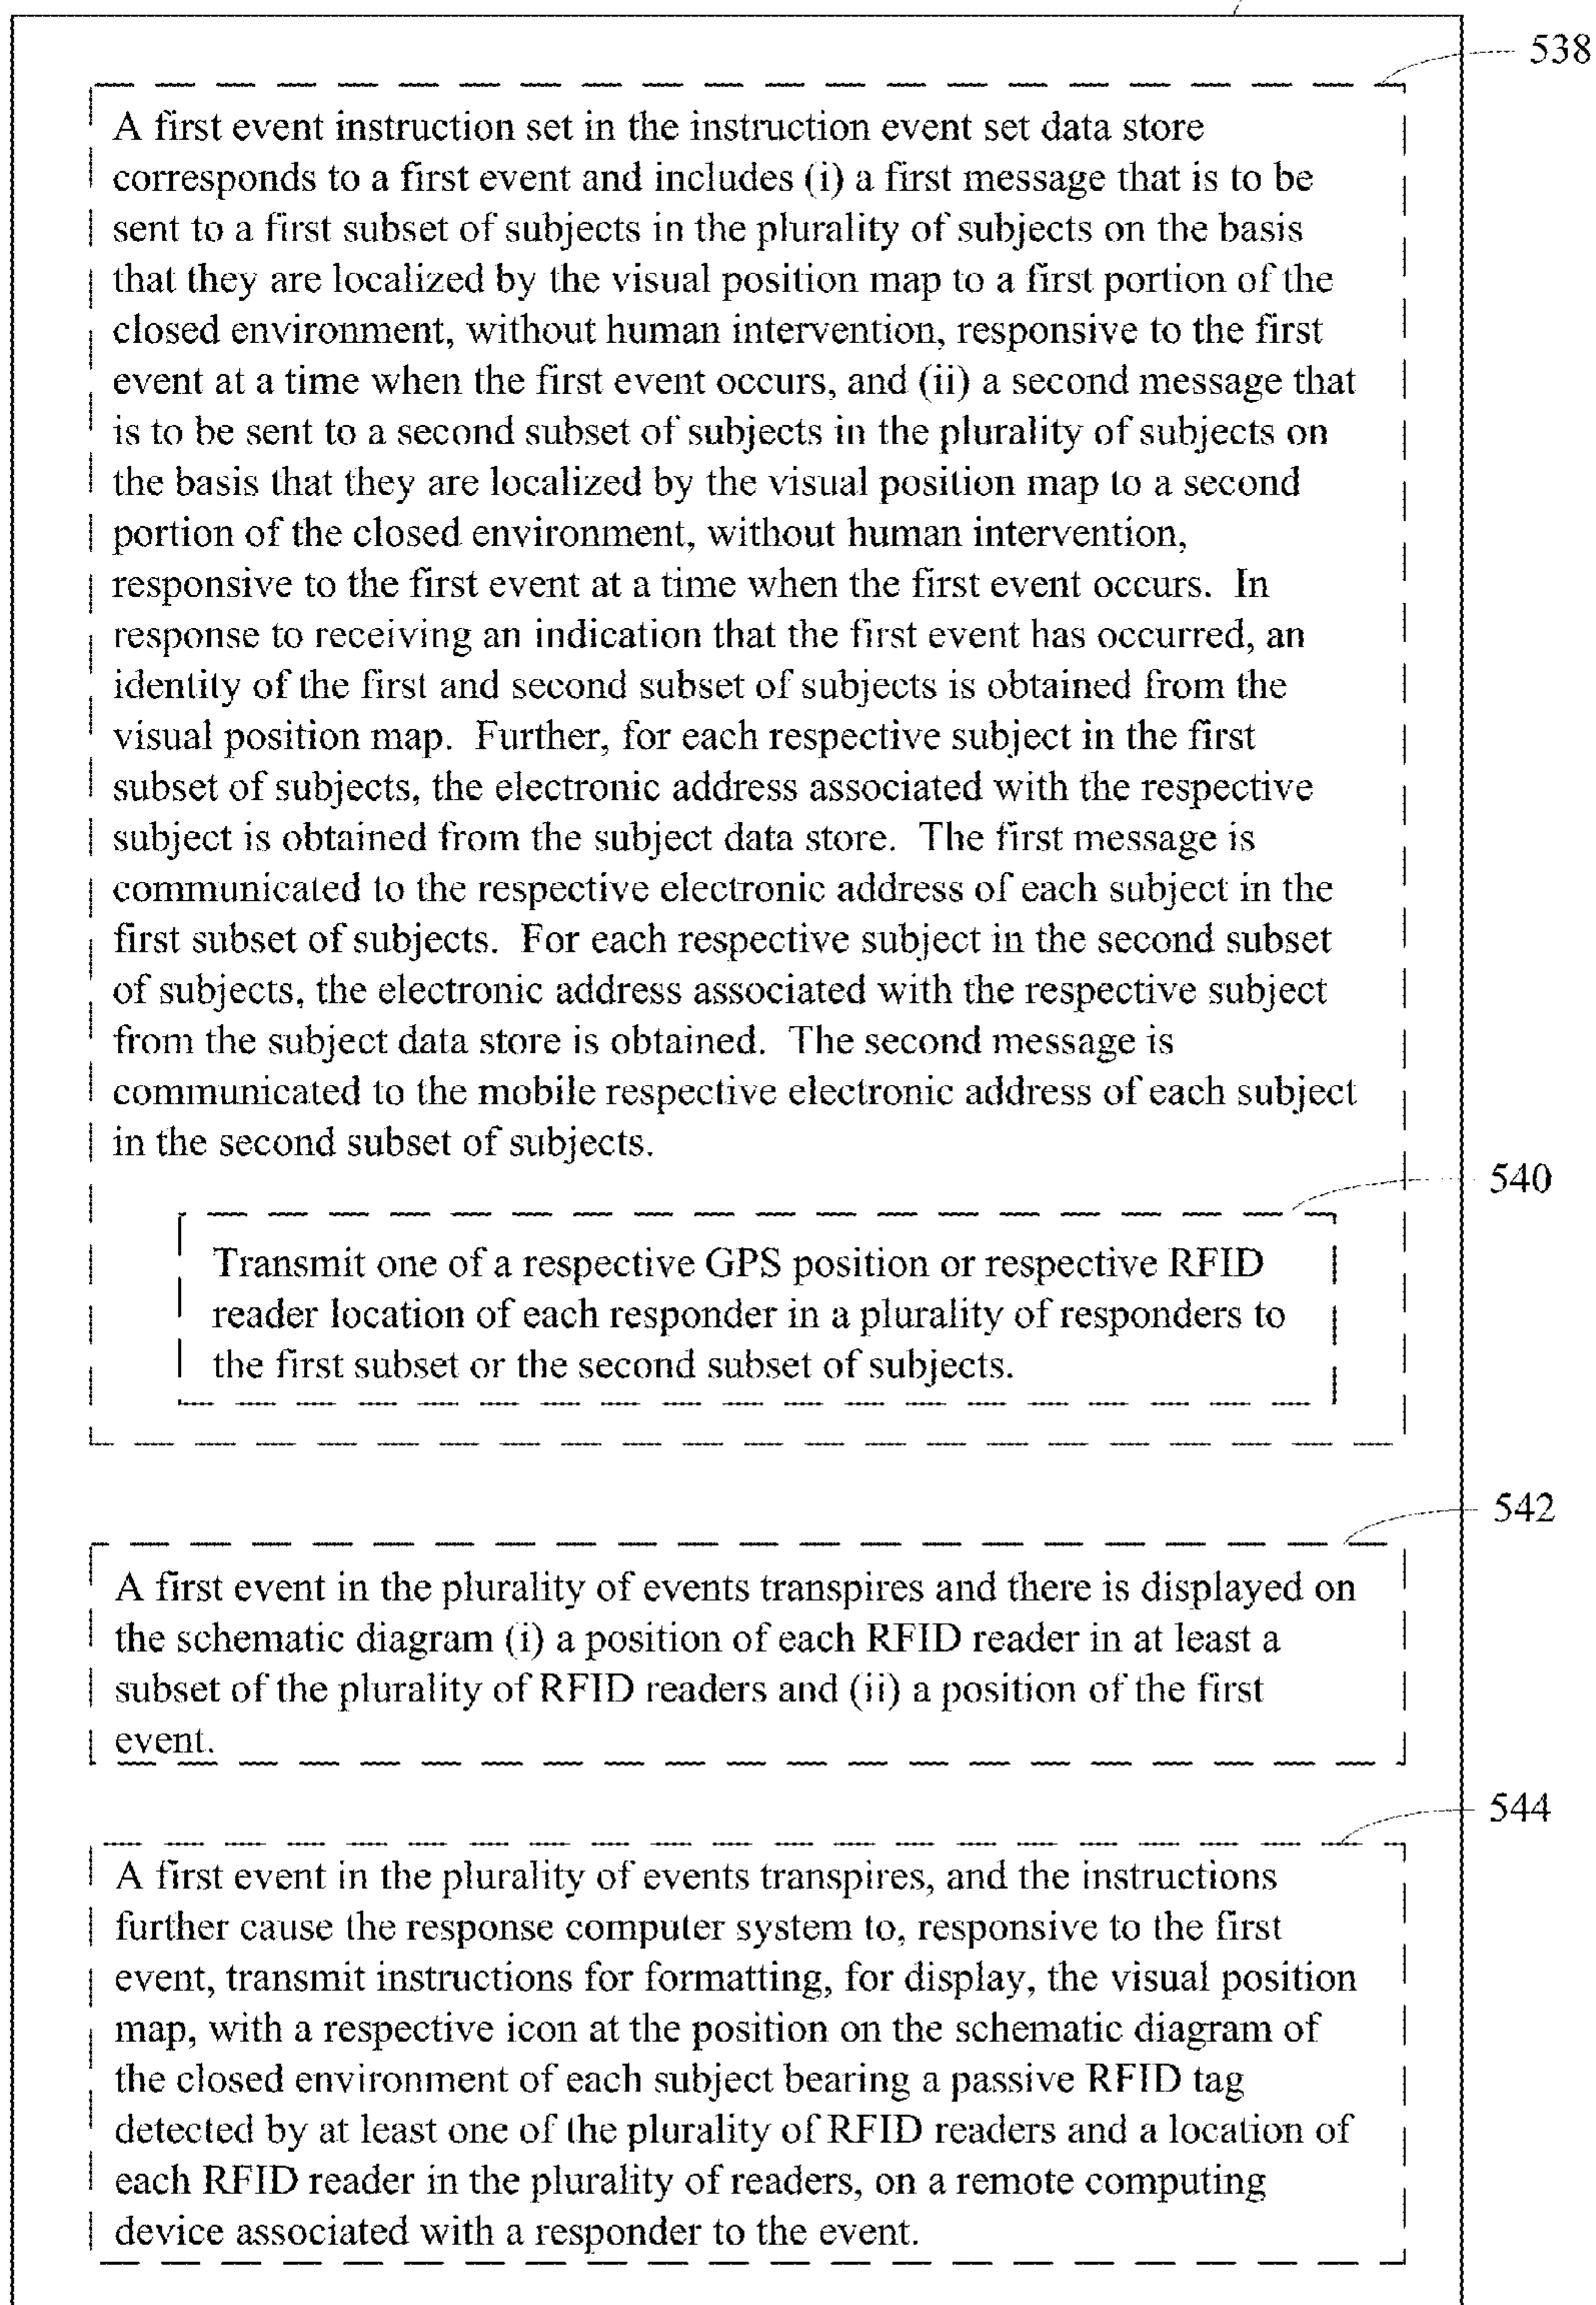 538
A first event instruction set in the instruction event set data store
corresponds to a first event and includes (i) a first message that is to be
sent to a first subset of subjects in the plurality of subjects on the basis
that they are localized by the visual position map to a first portion of the
closed environment, without human intervention, responsive to the first
event at a time when the first event occurs, and (ii) a second message that
is to be sent to a second subset of subjects in the plurality of subjects on
the basis that they are localized by the visual position map to a second
portion of the closed environment, without human intervention,
responsive to the first event at a time when the first event occurs.  In
response to receiving an indication that the first event has occurred, an
identity of the first and second subset of subjects is obtained from the
visual position map.  Further, for each respective subject in the first
subset of subjects, the electronic address associated with the respective
subject is obtained from the subject data store.  The first message is
communicated to the respective electronic address of each subject in the
first subset of subjects.  For each respective subject in the second subset
of subjects, the electronic address associated with the respective subject
from the subject data store is obtained.  The second message is
communicated to the mobile respective electronic address of each subject
in the second subset of subjects.
540
Transmit one of a respective GPS position or respective RFID
reader location of each responder in a plurality of responders to
the first subset or the second subset of subjects.
542
A first event in the plurality of events transpires and there is displayed on
the schematic diagram (i) a position of each RFID reader in at least a
subset of the plurality of RFID readers and (ii) a position of the first
event.
544
A first event in the plurality of events transpires, and the instructions
further cause the response computer system to, responsive to the first
event, transmit instructions for formatting, for display, the visual position
map, with a respective icon at the position on the schematic diagram of
the closed environment of each subject bearing a passive RFID tag
detected by at least one of the plurality of RFID readers and a location of
each RFID reader in the plurality of readers, on a remote computing
device associated with a responder to the event.